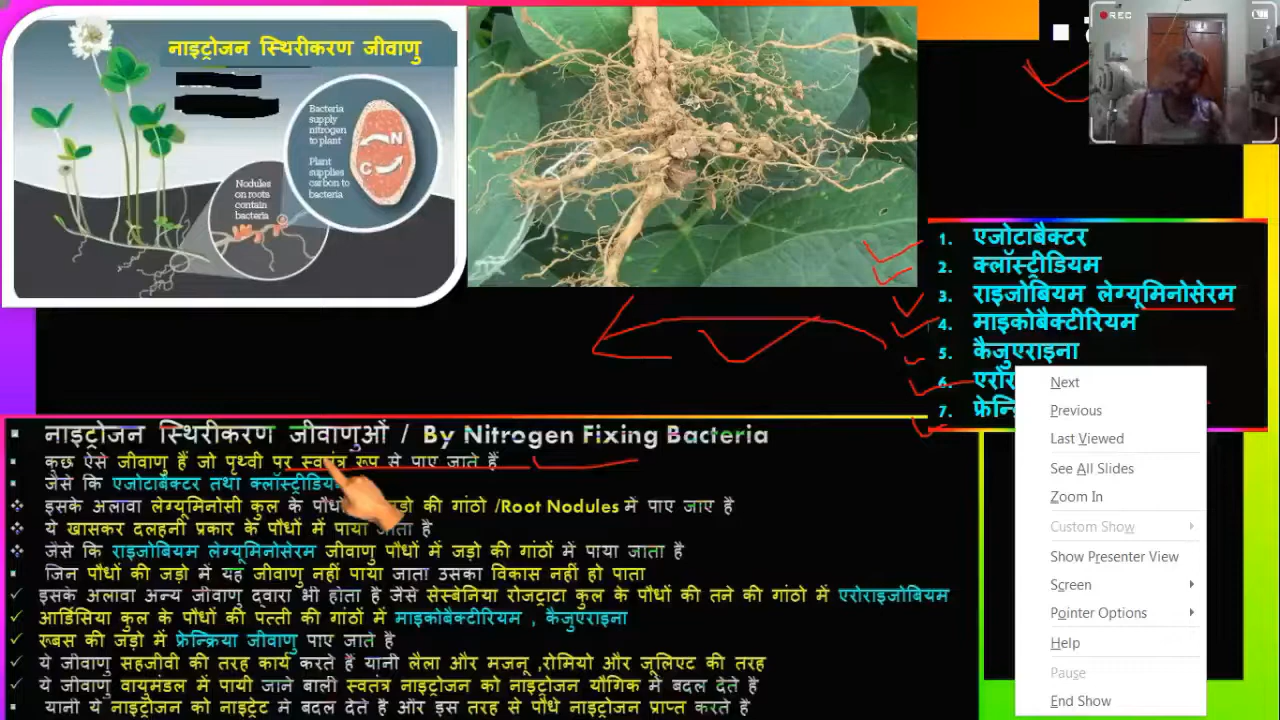 नाइट्रोजन स्थिरीकरण जीवाणु
Bacteria
supply
nitrogen
to plant
Plant
supplies
carbon to
bacteria
N
C
Nodules
on roots
contain
bacteria
REC
1. एजोटाबैक्टर
2. क्लॉस्ट्रीडियम
3. राइजोबियम लेग्यूमिनोसेरम
4. माइकोबैक्टीरियम
5. कैजुएराइना
6.
7.
Next
Previous
Last Viewed
See All Slides
Zoom In
Custom Show
Show Presenter View
Screen
Pointer Options
Help
Pause
End Show
नाइट्रोजन स्थिरीकरण जीवाणुओं / By Nitrogen Fixing Bacteria
कुछ ऐसे जीवाणु हैं जो पृथ्वी पर स्वतंत्र रूप से पाए जाते हैं
जैसे कि एजोटाबैक्टर तथा
इसके अलावा लेग्यूमिनोसी कुल के की गांठो /Root Nodules में पाए जाए है
ये खासकर दलहनी प्रकार के पौधों में पाया जाता है
जैसे कि राइजोबियम लेग्यूमिनोसेरम जीवाणु पौधों में जड़ो की गांठों में पाया जाता है
जिन पौधों की जड़ो में यह जीवाणु नहीं पाया जाता उसका विकास नहीं हो पाता
इसके अलावा अन्य जीवाणु द्वारा भी होता है जैसे सेस्बेनिया रोजट्राटा कुल के पौधों की तने की गांठो में एरोराइजोबियम
आर्डिसिया कुल के पौधों की पत्ती की गांठों में माइकोबैक्टीरियम , कैजुएराइना
रूबस की जड़ो में फ्रेन्क्रिया जीवाणु पाए जाते है
ये जीवाणु सहजीवी की तरह कार्य करते हैं यानी लैला और मजनू ,रोमियो और जूलिएट की तरह
ये जीवाणु वायुमंडल में पायी जाने बाली स्वतंत्र नाइट्रोजन को नाइट्रोजन यौगिक में बदल देते है
यानी ये नाइट्रोजन को नाइट्रेट में बदल देते है और इस तरह से पौधे नाइट्रोजन प्राप्त करते है